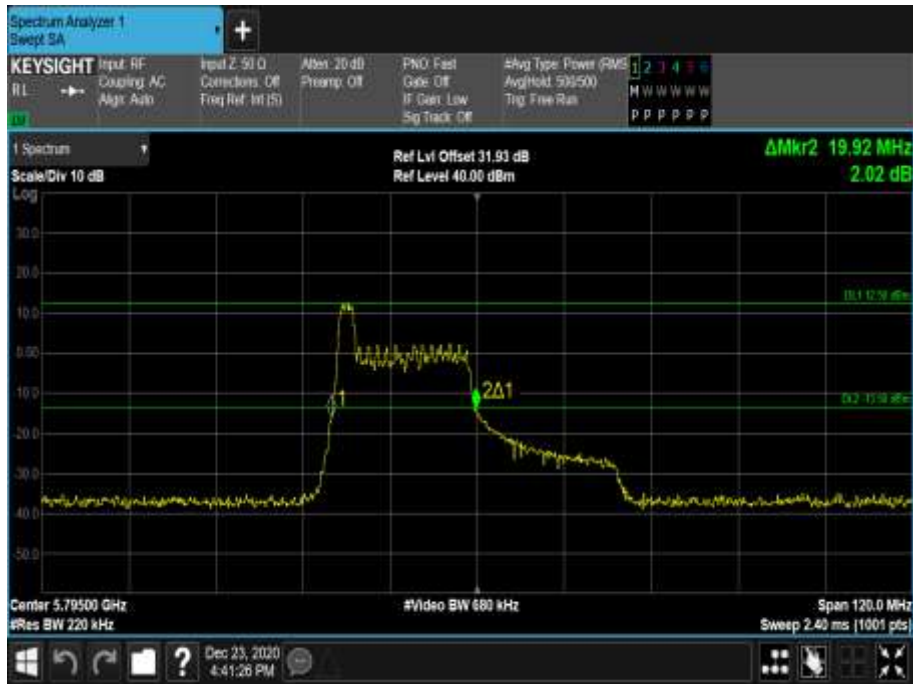 Spectrum Analyzer 1
Swept SA
+
KEYSIGHT
RL
Input: RF
Coupling: AC
Align: Auto
Input Z: 50 Ω
Corrections: Off
Freq Ref: Int (S)
Atten: 20 dB
Preamp: Off
PNO: Fast
Gate: Off
IF Gain: Low
Sig Track: Off
#Avg Type: Power (RMS
Avg|Hold: 500/500
Trig: Free Run
1 2 3 4 5 6
M W W W W W
P P P P P P
1 Spectrum
Scale/Div 10 dB
Log
Ref Lvl Offset 31.93 dB
Ref Level 40.00 dBm
ΔMkr2 19.92 MHz
2.02 dB
30.0
20.0
10.0
0.00
-10.0
-20.0
-30.0
-40.0
-50.0
1
2Δ1
Center 5.79500 GHz
#Res BW 220 kHz
#Video BW 680 kHz
Span 120.0 MHz
Sweep 2.40 ms (1001 pts)
?
Dec 23, 2020
4:41:26 PM